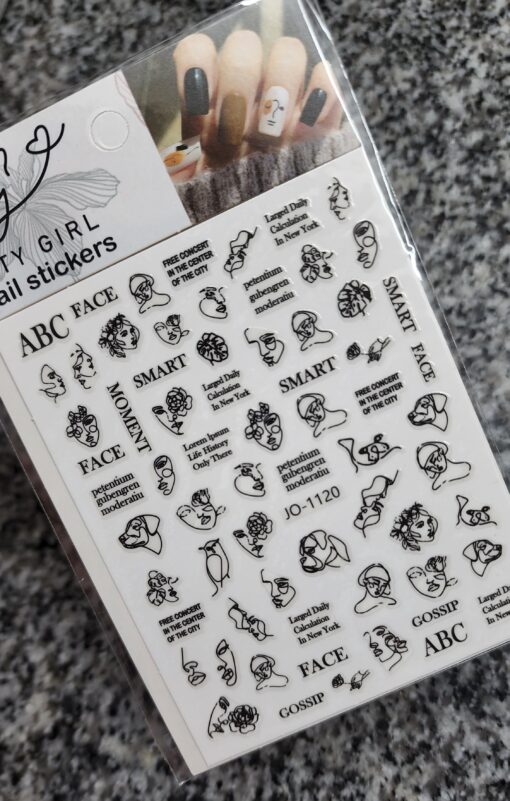 TY GIRL
ail stickers
ABC
FACE
FREE CONCERT
IN THE CENTER
OF THE CITY
Larged Daily
Calculation
In New York
petentium
gubengren
moderatiu
SMART
MOMENT
SMART
Larged Daily
Calculation
In New York
SMART
FACE
FACE
Lorem Ipsum
Life History
Only There
FREE CONCERT
IN THE CENTER
OF THE CITY
petentium
gubengren
moderatiu
petentium
gubengren
moderatiu
JO-1120
FREE CONCERT
IN THE CENTER
OF THE CITY
Larged Daily
Calculation
In New York
GOSSIP
Larged Daily
Calculation
In New York
FACE
ABC
GOSSIP